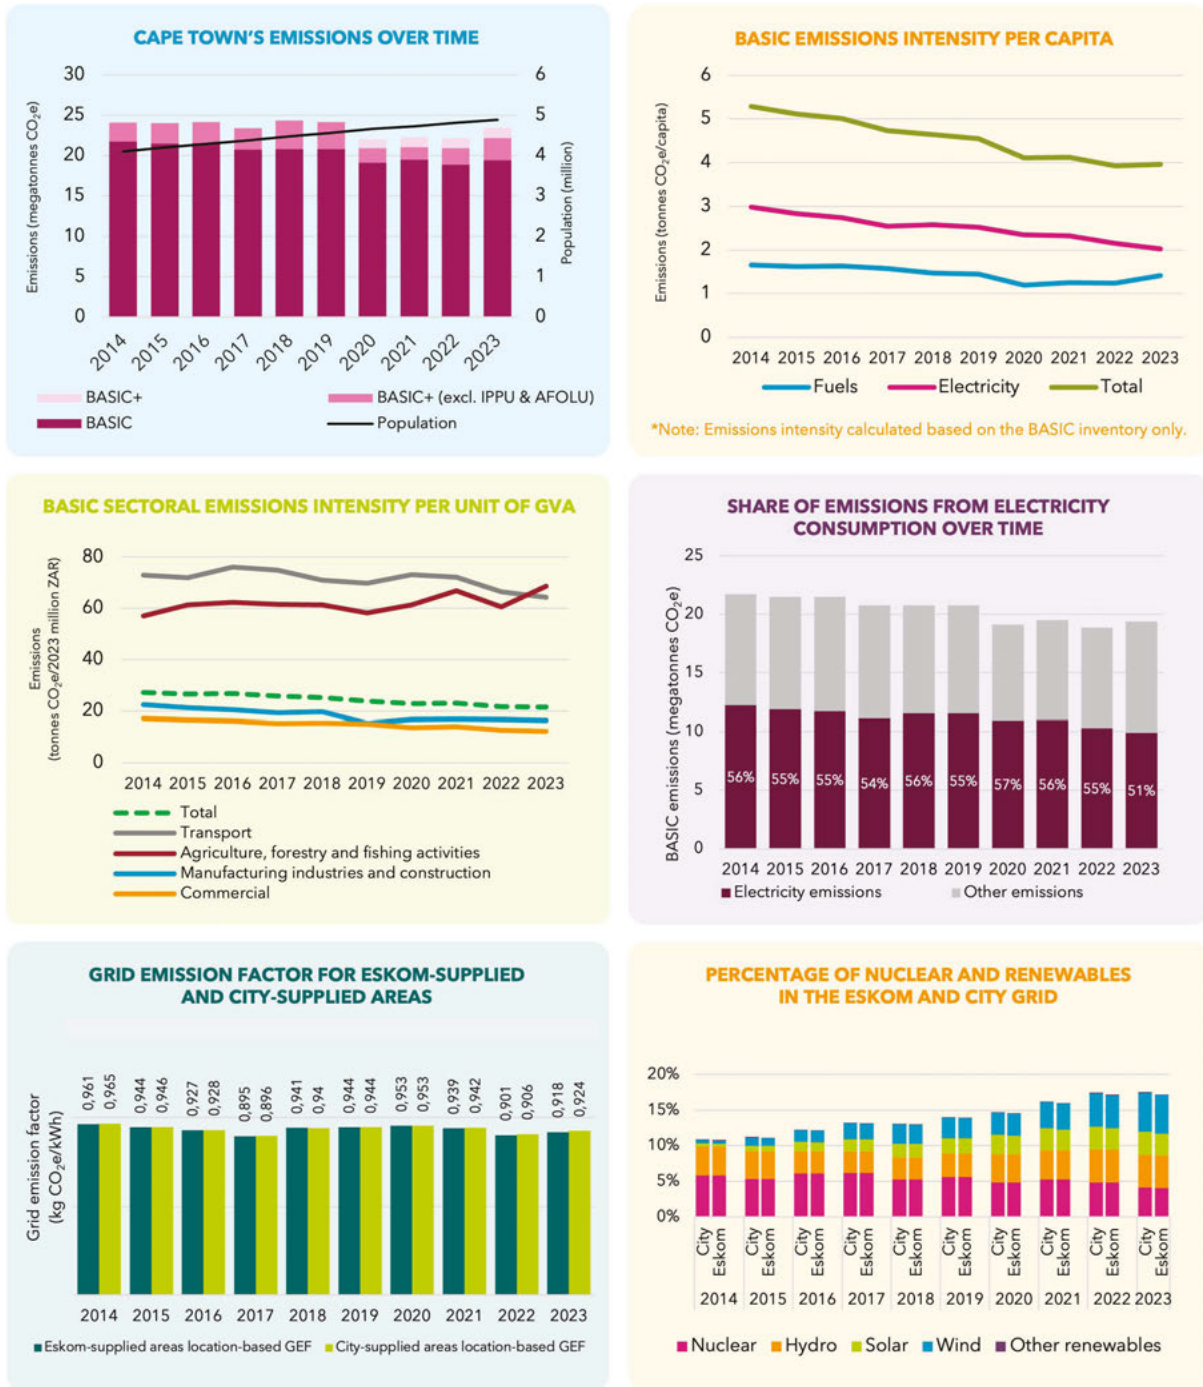 CAPE TOWN'S EMISSIONS OVER TIME
Emissions (megatonnes CO₂e)
30
25
20
15
10
5
0
6
5
4
3
2
1
0
Population (million)
2014 2015 2016 2017 2018 2019 2020 2021 2022 2023
BASIC+ BASIC+ (excl. IPPU & AFOLU)
BASIC Population
BASIC EMISSIONS INTENSITY PER CAPITA
Emissions (tonnes CO₂e/capita)
6
5
4
3
2
1
0
2014 2015 2016 2017 2018 2019 2020 2021 2022 2023
Fuels Electricity Total
*Note: Emissions intensity calculated based on the BASIC inventory only.
BASIC SECTORAL EMISSIONS INTENSITY PER UNIT OF GVA
Emissions
(tonnes CO₂e/2023 million ZAR)
80
60
40
20
0
2014 2015 2016 2017 2018 2019 2020 2021 2022 2023
Total
Transport
Agriculture, forestry and fishing activities
Manufacturing industries and construction
Commercial
SHARE OF EMISSIONS FROM ELECTRICITY
CONSUMPTION OVER TIME
BASIC emissions (megatonnes CO₂e)
25
20
15
10
5
0
56% 55% 55% 54% 56% 55% 57% 56% 55% 51%
2014 2015 2016 2017 2018 2019 2020 2021 2022 2023
Electricity emissions Other emissions
GRID EMISSION FACTOR FOR ESKOM-SUPPLIED
AND CITY-SUPPLIED AREAS
Grid emission factor
(kg CO₂e/kWh)
0,961 0,965 0,944 0,946 0,927 0,928 0,895 0,896 0,941 0,94 0,944 0,944 0,953 0,953 0,939 0,942 0,901 0,906 0,918 0,924
2014 2015 2016 2017 2018 2019 2020 2021 2022 2023
Eskom-supplied areas location-based GEF City-supplied areas location-based GEF
PERCENTAGE OF NUCLEAR AND RENEWABLES
IN THE ESKOM AND CITY GRID
20%
15%
10%
5%
0%
City Eskom City Eskom City Eskom City Eskom City Eskom City Eskom City Eskom City Eskom City Eskom City Eskom
2014 2015 2016 2017 2018 2019 2020 2021 2022 2023
Nuclear Hydro Solar Wind Other renewables